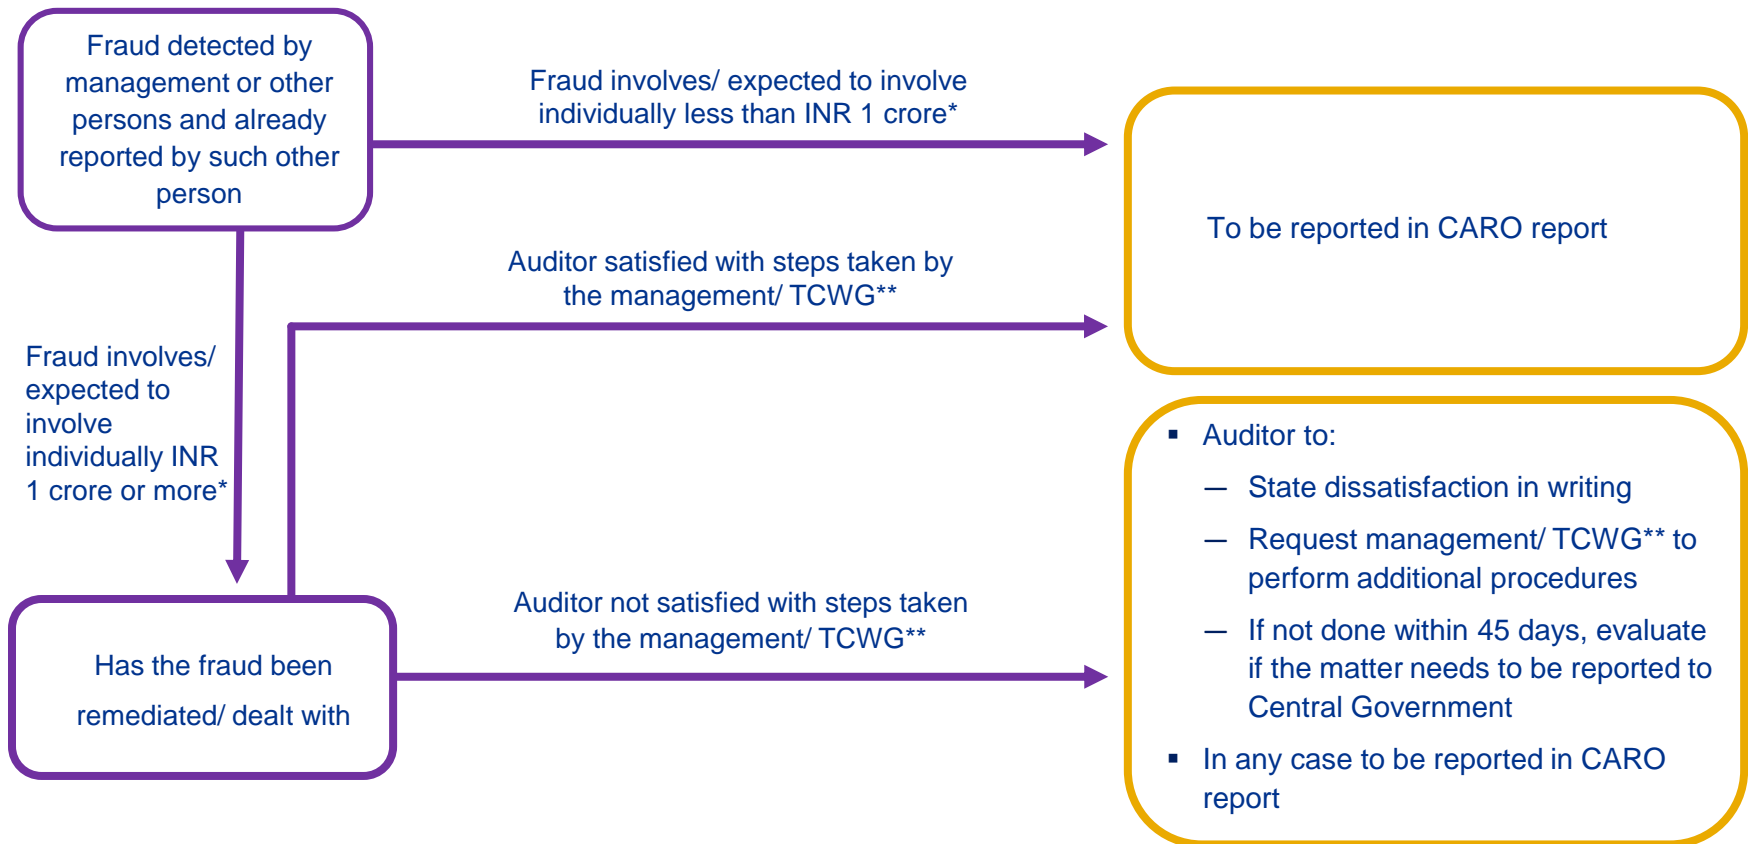 Fraud detected by
management or other
persons and already
reported by such other
person
Fraud involves/ expected to involve
individually less than INR 1 crore*
To be reported in CARO report
Auditor satisfied with steps taken by
the management/ TCWG**
Fraud involves/
expected to
involve
individually INR
1 crore or more*
Has the fraud been
remediated/ dealt with
Auditor not satisfied with steps taken
by the management/ TCWG**
▪ Auditor to:
— State dissatisfaction in writing
— Request management/ TCWG** to
perform additional procedures
— If not done within 45 days, evaluate
if the matter needs to be reported to
Central Government
▪ In any case to be reported in CARO
report